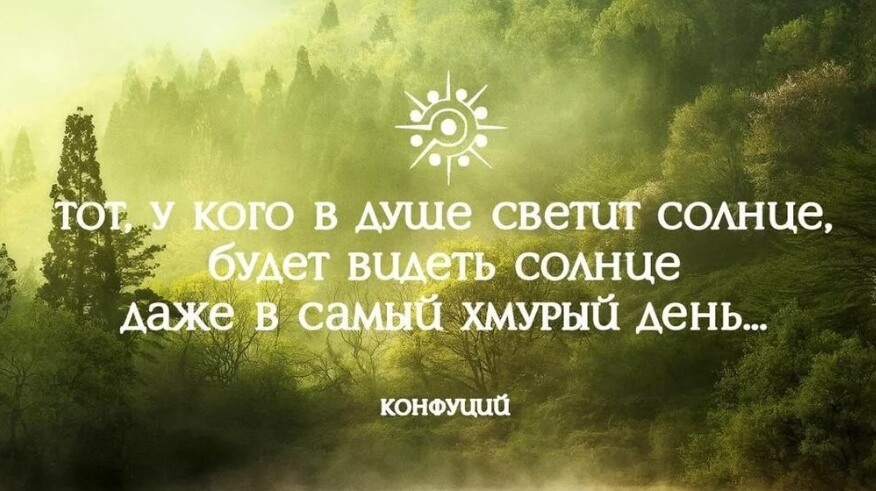 тот, у кого в душе светит солнце,
будет видеть солнце
даже в самый хмурый день...
конфуций